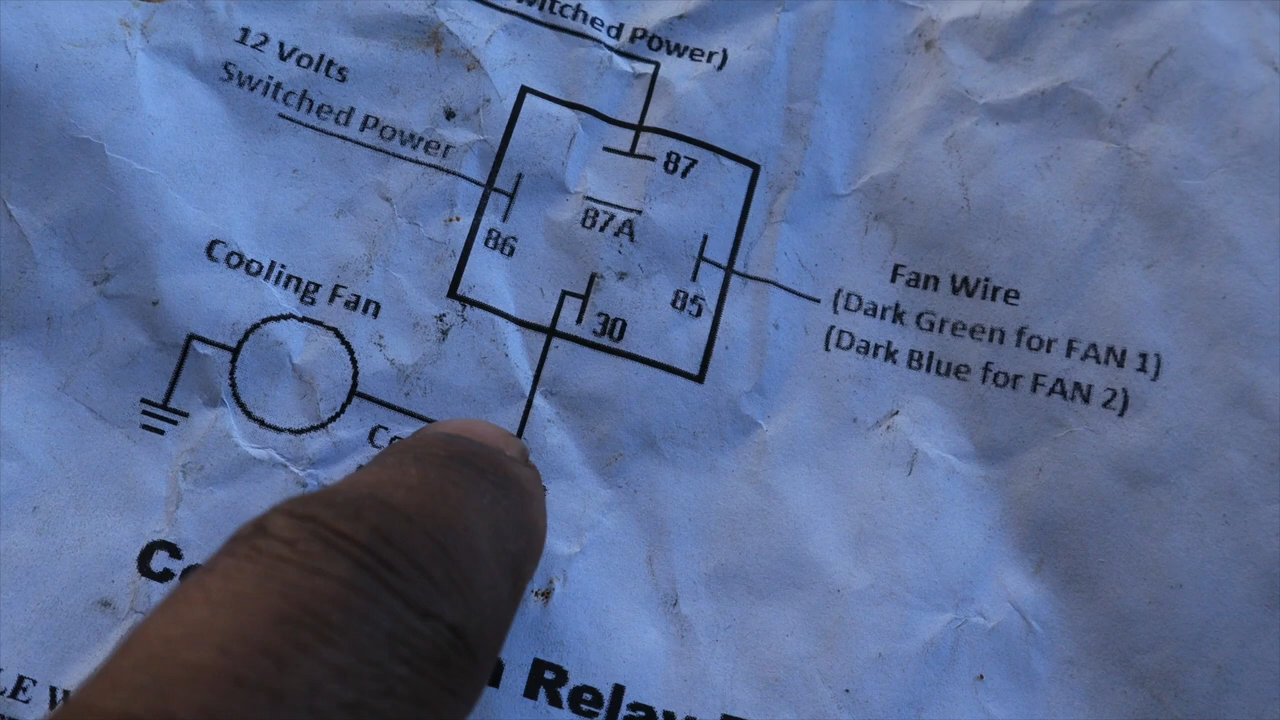 Power)
12 Volts
Switched Power
87
87A
86
85
30
Cooling Fan
Fan Wire
(Dark Green for FAN 1)
(Dark Blue for FAN 2)
Relay